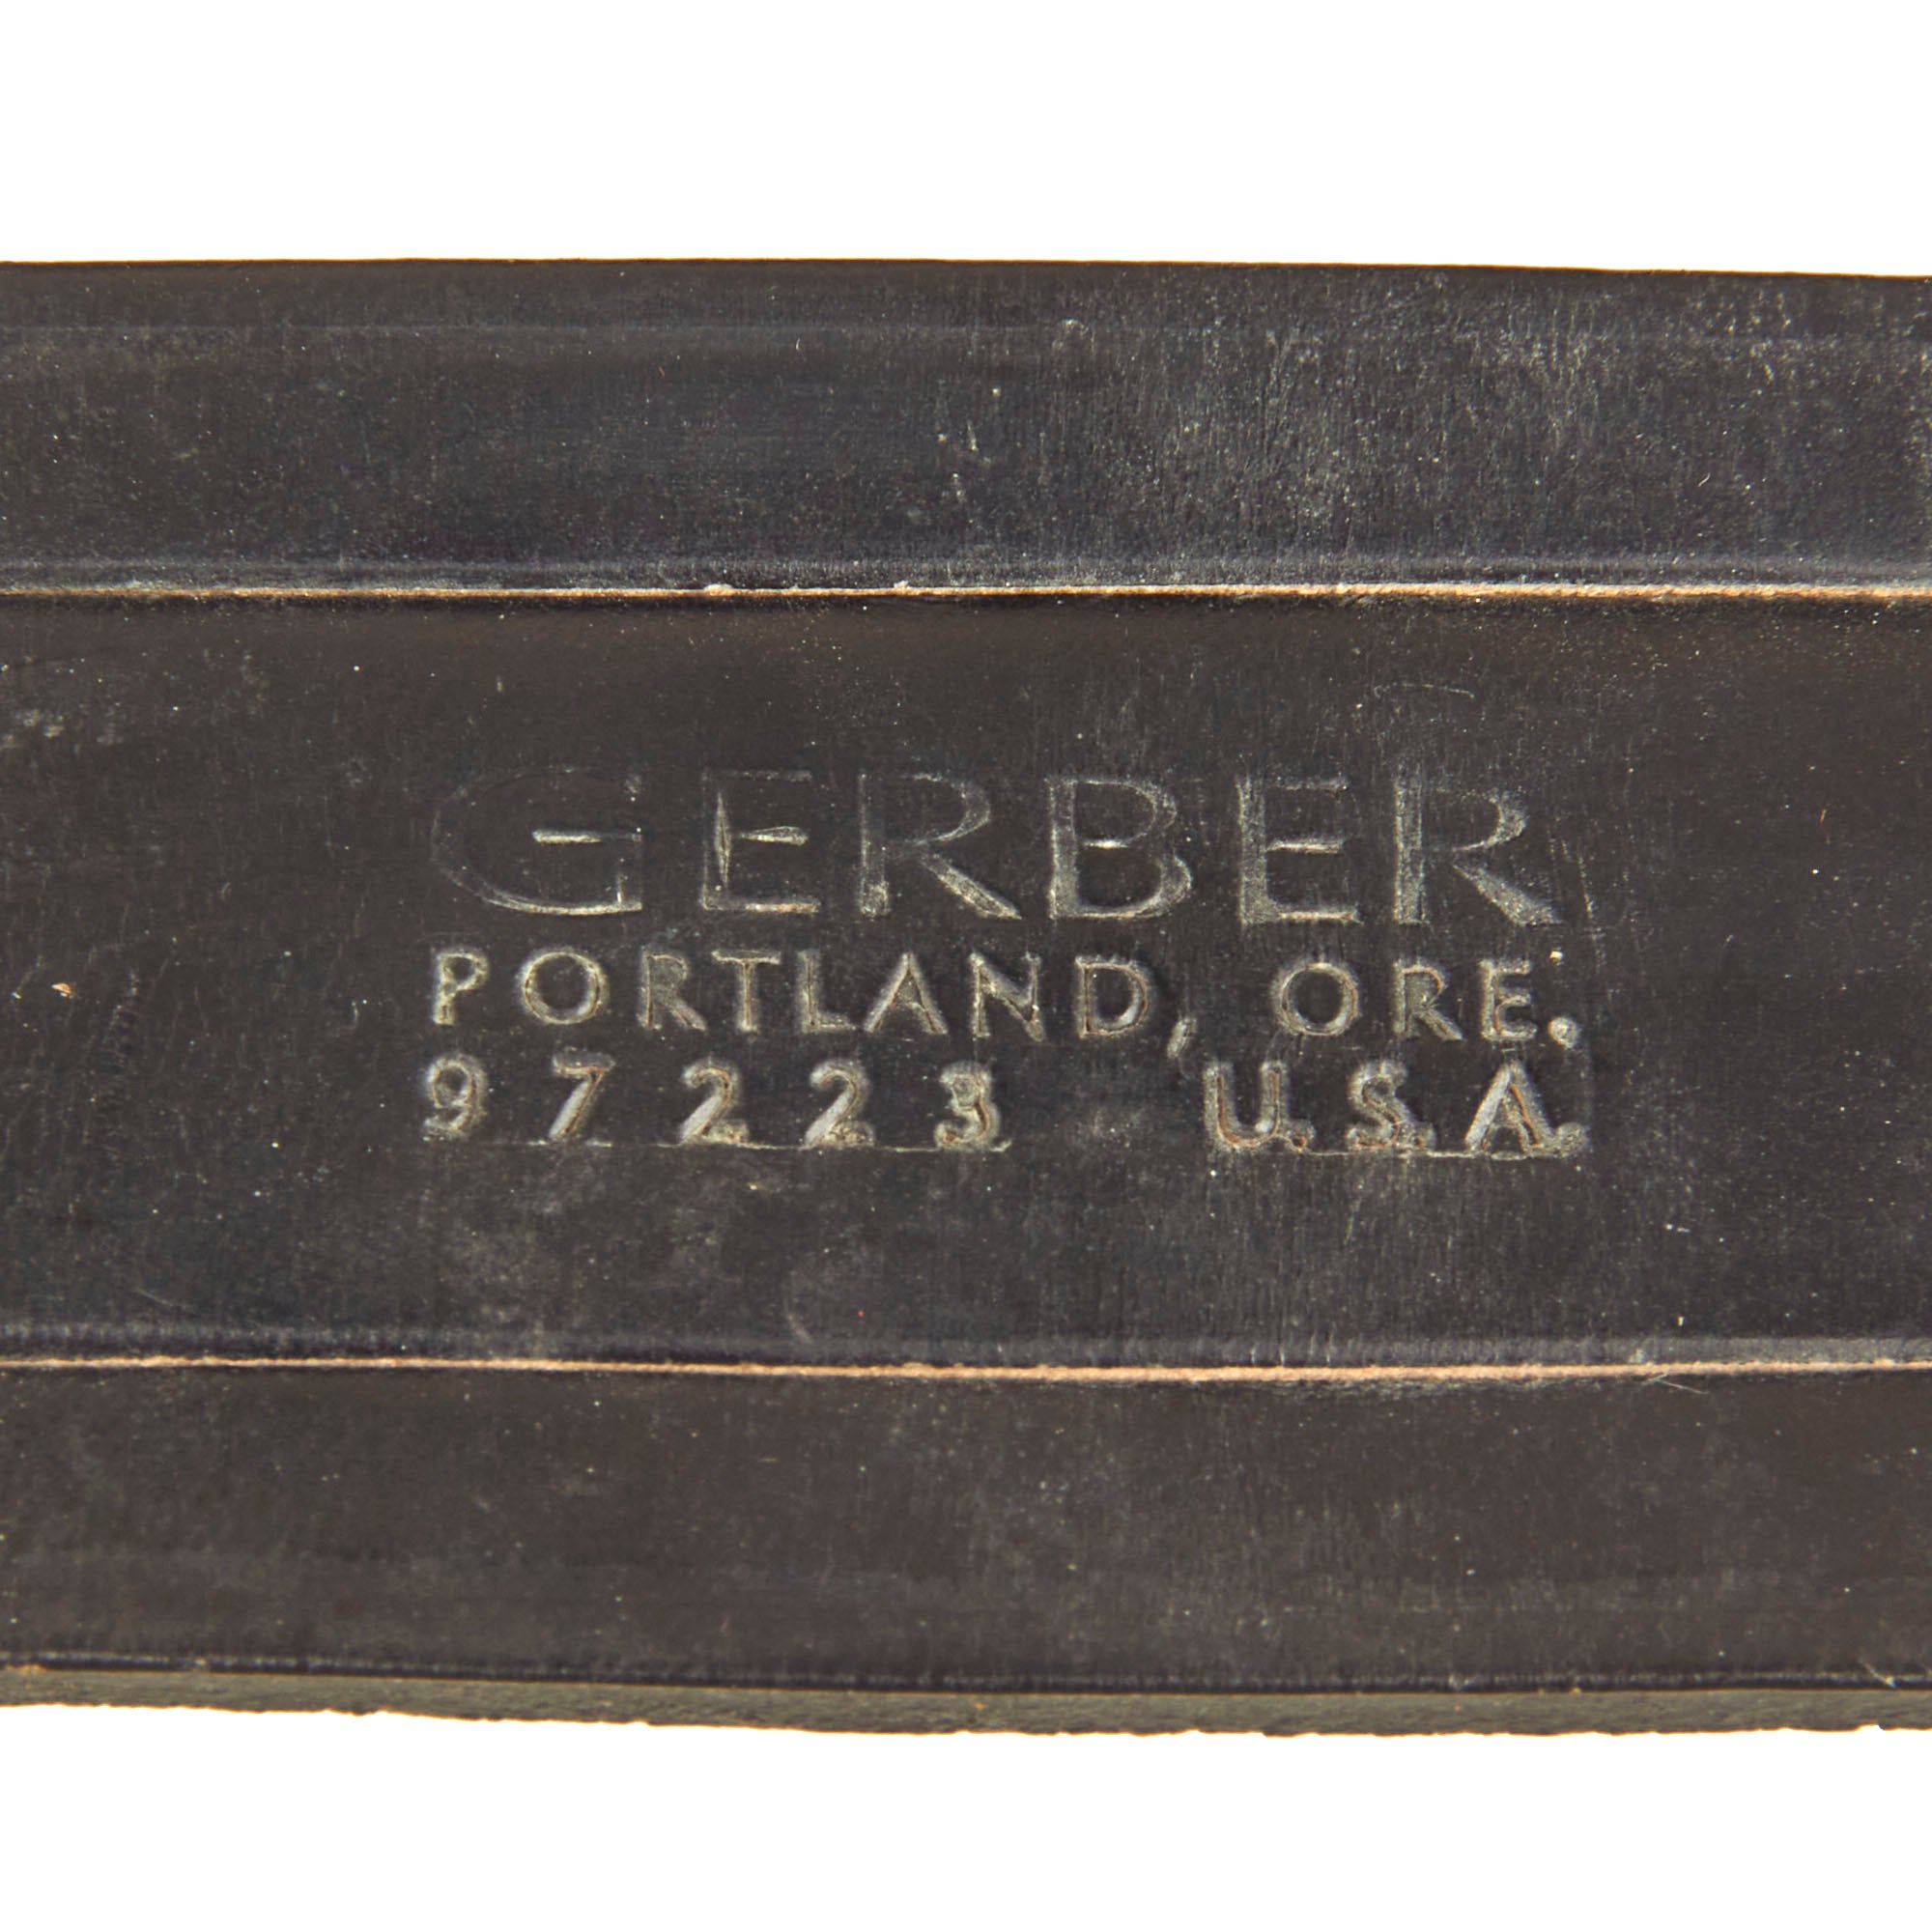 GERBER
PORTLAND, ORE.
97223 U.S.A.